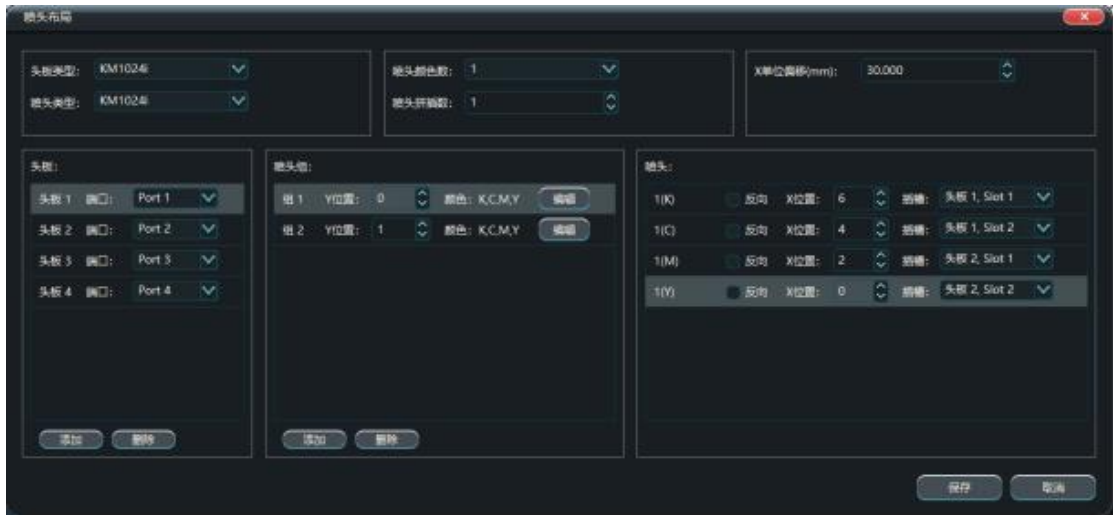 喷头布局
头板类型: KM1024i
喷头类型: KM1024i
喷头颜色数: 1
喷头拼插数: 1
X单位偏移(mm): 30.000
头板:
头板 1 端口: Port 1
头板 2 端口: Port 2
头板 3 端口: Port 3
头板 4 端口: Port 4
添加 删除
喷头组:
组 1 Y位置: 0 颜色: K,C,M,Y 编辑
组 2 Y位置: 1 颜色: K,C,M,Y 编辑
添加 删除
喷头:
1(K) 反向 X位置: 6 插槽: 头板 1, Slot 1
1(C) 反向 X位置: 4 插槽: 头板 1, Slot 2
1(M) 反向 X位置: 2 插槽: 头板 2, Slot 1
1(Y) 反向 X位置: 0 插槽: 头板 2, Slot 2
保存 取消